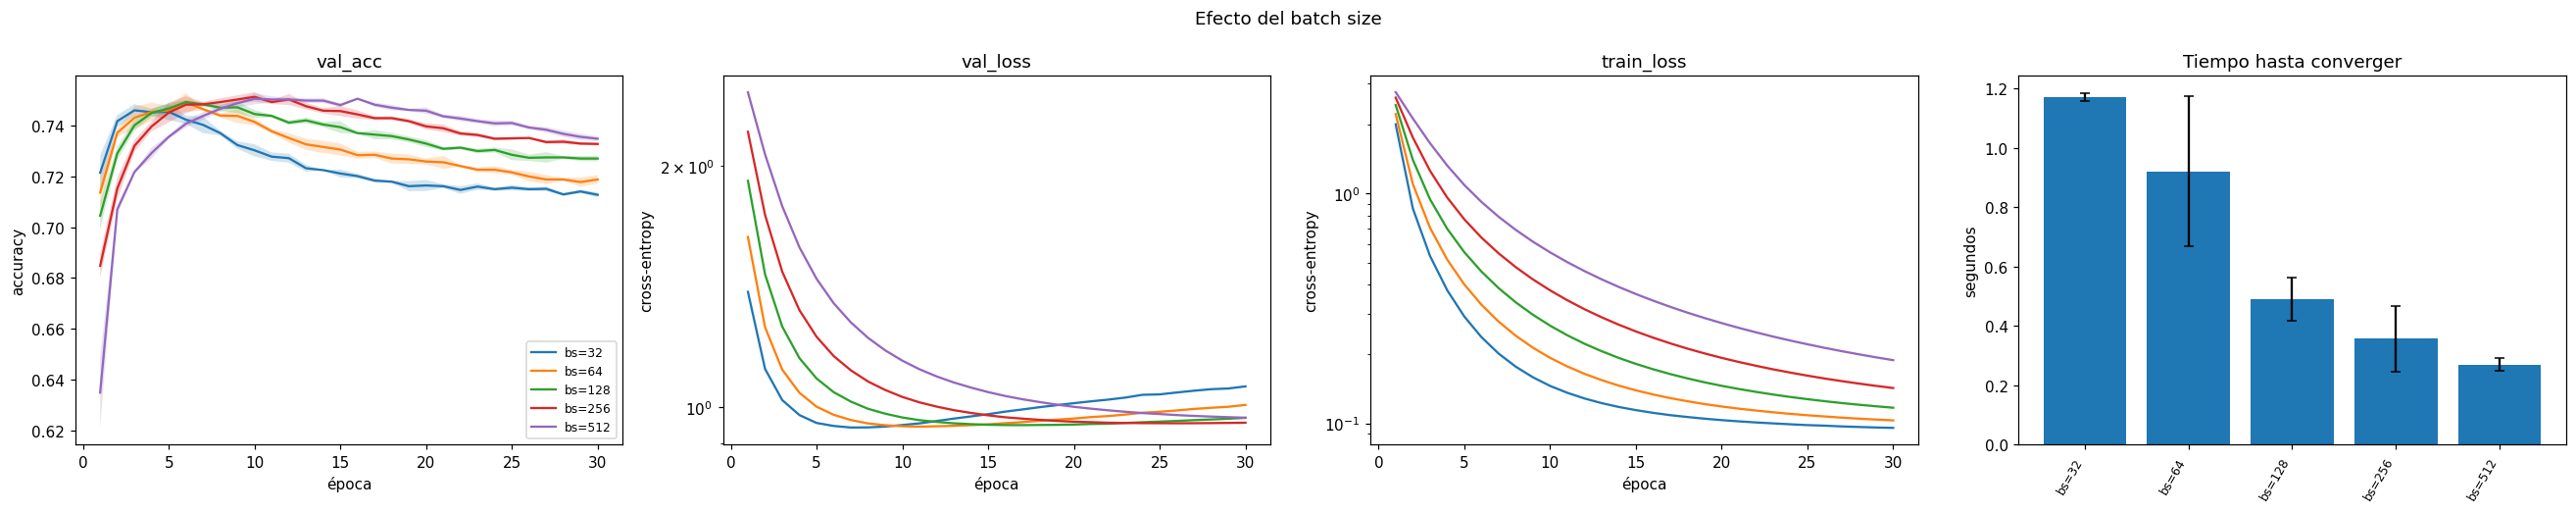 Efecto del batch size
val_acc
accuracy
0.74
0.72
0.70
0.68
0.66
0.64
0.62
0 5 10 15 20 25 30
época
bs=32
bs=64
bs=128
bs=256
bs=512
val_loss
cross-entropy
2 × 10⁰
10⁰
0 5 10 15 20 25 30
época
train_loss
cross-entropy
10⁰
10⁻¹
0 5 10 15 20 25 30
época
Tiempo hasta converger
segundos
1.2
1.0
0.8
0.6
0.4
0.2
0.0
bs=32
bs=64
bs=128
bs=256
bs=512